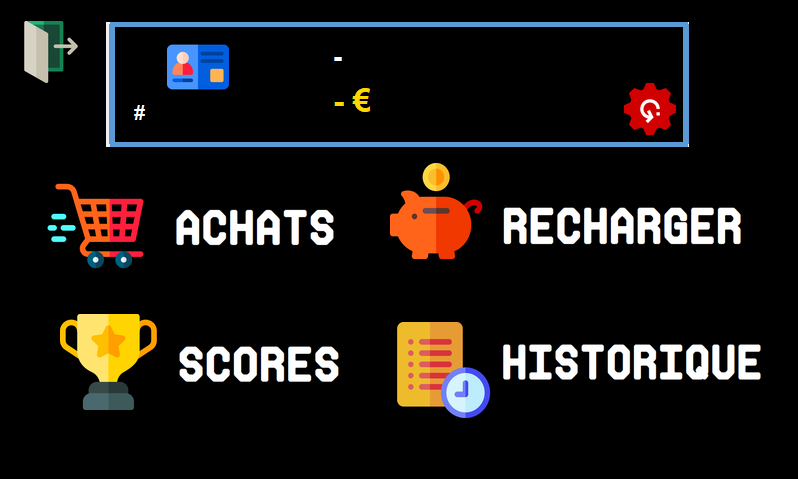 -
- €
#
ACHATS
RECHARGER
SCORES
HISTORIQUE